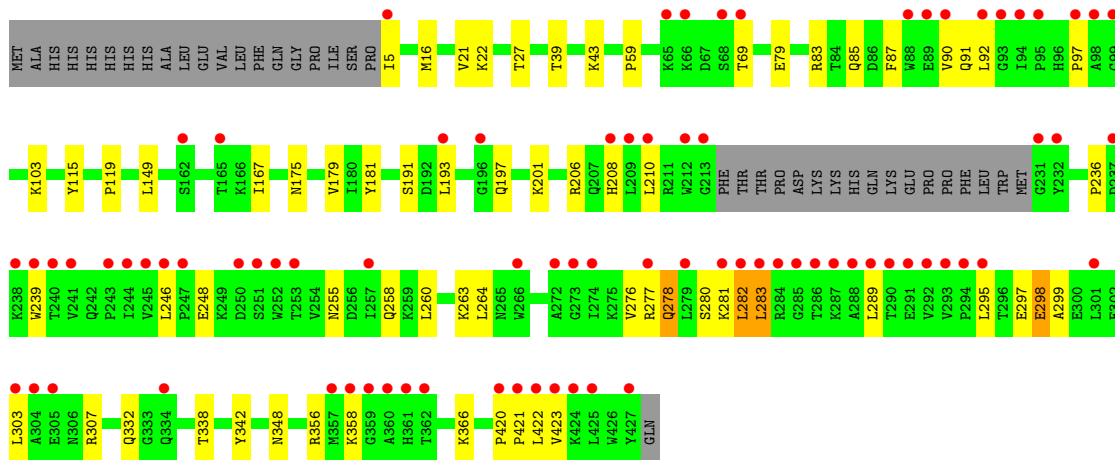 MET ALA HIS HIS HIS HIS HIS HIS ALA LEU GLU VAL LEU PHE GLN GLY PRO ILE SER PRO I5 M16 V21 K22 T27 T39 K43 P59 K65 K66 D67 S68 T69 E79 R83 T84 Q85 D86 F87 W88 E89 V90 Q91 L92 G93 I94 P95 H96 P97 A98 G99
K103 Y115 P119 L149 S162 T165 K166 I167 N175 V179 I180 Y181 S191 D192 L193 G196 Q197 K201 R206 Q207 H208 L209 L210 R211 W212 G213 PHE THR THR PRO ASP LYS LYS HIS GLN LYS GLU PRO PRO PHE LEU TRP MET G231 Y232 P236 D237
K238 W239 T240 V241 Q242 P243 I244 V245 L246 P247 E248 K249 D250 S251 W252 T253 V254 N255 D256 I257 Q258 K259 L260 K263 L264 N265 W266 A272 G273 I274 K275 V276 R277 Q278 L279 S280 K281 L282 L283 R284 G285 T286 K287 A288 L289 T290 E291 V292 V293 P294 L295 T296 E297 E298 A299 E300 L301 E302
L303 A304 E305 N306 R307 Q332 G333 Q334 T338 Y342 N348 R356 M357 K358 G359 A360 H361 T362 K366 P420 P421 L422 V423 K424 L425 W426 Y427 GLN